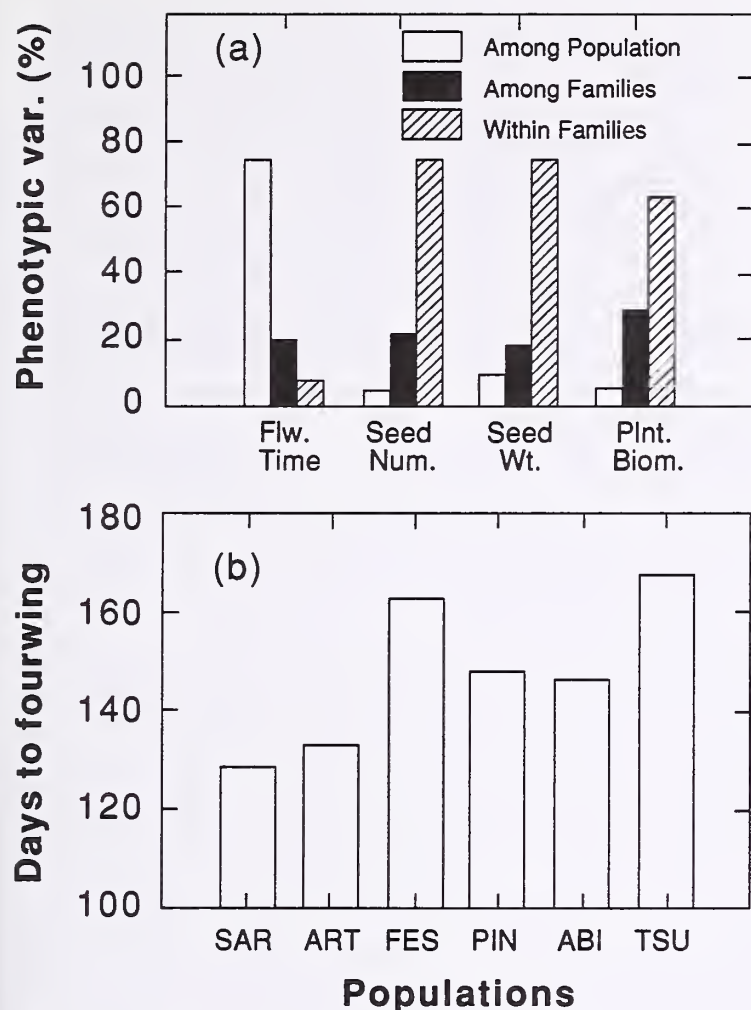 (a)
Among Population
Among Families
Within Families
Phenotypic var. (%)
100
80
60
40
20
0
Flw.
Time
Seed
Num.
Seed
Wt.
Plnt.
Biom.
(b)
Days to fourwing
180
160
140
120
100
SAR ART FES PIN ABI TSU
Populations